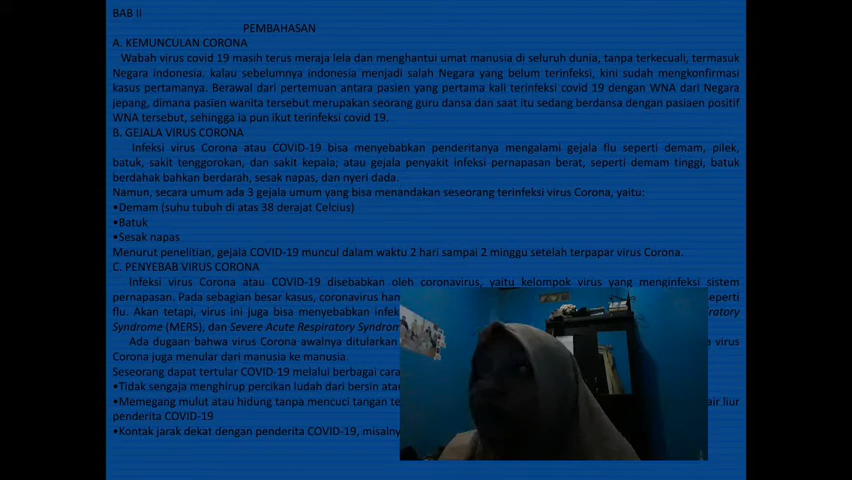 BAB II
PEMBAHASAN
A. KEMUNCULAN CORONA
Wabah virus covid 19 masih terus meraja lela dan menghantui umat manusia di seluruh dunia, tanpa terkecuali, termasuk
Negara indonesia, kalau sebelumnya indonesia menjadi salah Negara yang belum terinfeksi, kini sudah mengkonfirmasi
kasus pertamanya. Berawal dari pertemuan antara pasien yang pertama kali terinfeksi covid 19 dengan WNA dari Negara
jepang, dimana pasien wanita tersebut merupakan seorang guru dansa dan saat itu sedang berdansa dengan pasiaen positif
WNA tersebut, sehingga ia pun ikut terinfeksi covid 19.
B. GEJALA VIRUS CORONA
Infeksi virus Corona atau COVID-19 bisa menyebabkan penderitanya mengalami gejala flu seperti demam, pilek,
batuk, sakit tenggorokan, dan sakit kepala; atau gejala penyakit infeksi pernapasan berat, seperti demam tinggi, batuk
berdahak bahkan berdarah, sesak napas, dan nyeri dada.
Namun, secara umum ada 3 gejala umum yang bisa menandakan seseorang terinfeksi virus Corona, yaitu:
•Demam (suhu tubuh di atas 38 derajat Celcius)
•Batuk
•Sesak napas
Menurut penelitian, gejala COVID-19 muncul dalam waktu 2 hari sampai 2 minggu setelah terpapar virus Corona.
C. PENYEBAB VIRUS CORONA
Infeksi virus Corona atau COVID-19 disebabkan oleh coronavirus, yaitu kelompok virus yang menginfeksi sistem
pernapasan. Pada sebagian besar kasus, coronavirus han seperti
flu. Akan tetapi, virus ini juga bisa menyebabkan infek ratory
Syndrome (MERS), dan Severe Acute Respiratory Syndrom
Ada dugaan bahwa virus Corona awalnya ditularkan virus
Corona juga menular dari manusia ke manusia.
Seseorang dapat tertular COVID-19 melalui berbagai cara
•Tidak sengaja menghirup percikan ludah dari bersin atau
•Memegang mulut atau hidung tanpa mencuci tangan te air liur
penderita COVID-19
•Kontak jarak dekat dengan penderita COVID-19, misalny